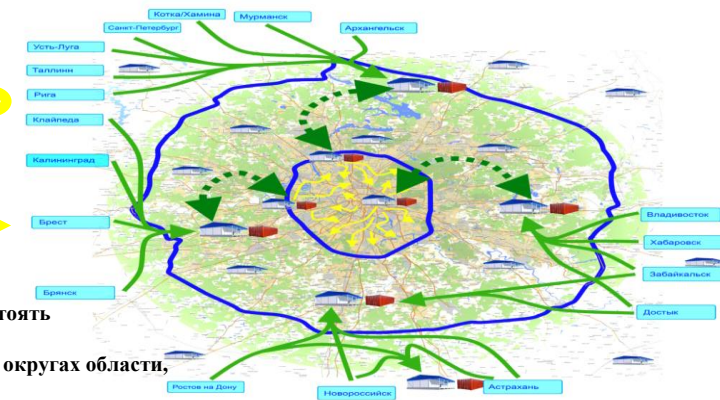 Котка/Хамина
Мурманск
Санкт-Петербург
Архангельск
Усть-Луга
Таллинн
Рига
Клайпеда
Калининград
Брест
Владивосток
Хабаровск
Забайкальск
Брянск
Достык
тоять
округах области,
Ростов на Дону
Новороссийск
Астрахань